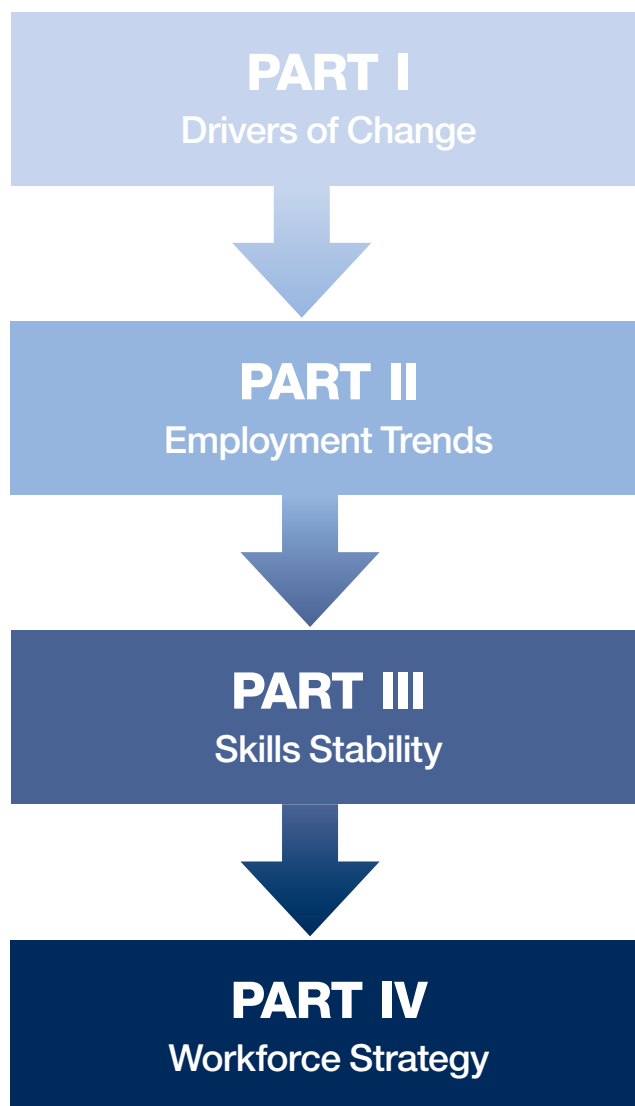 PART I
Drivers of Change
PART II
Employment Trends
PART III
Skills Stability
PART IV
Workforce Strategy